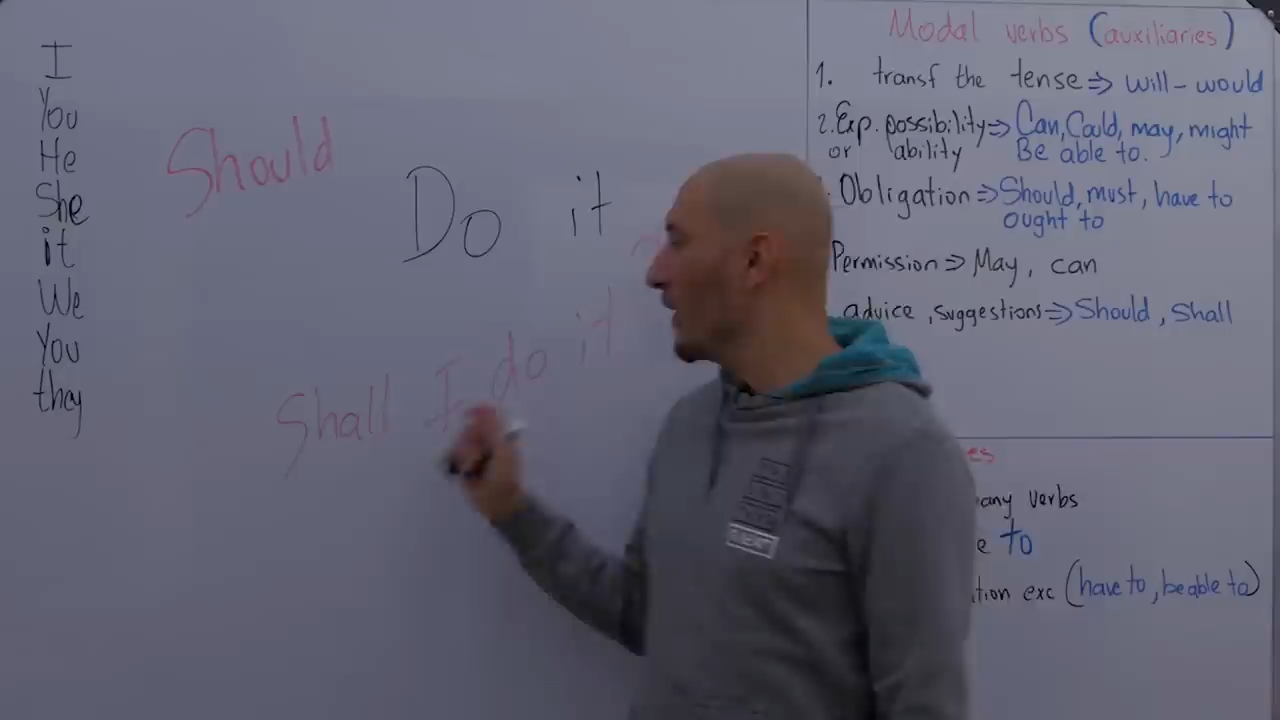 I
You
He
She
it
We
You
they
Should
Do it
Shall I do it
Modal verbs (auxiliaries)
1. transf the tense => will - would
2. Exp. possibility => Can, Could, may, might
or ability Be able to.
Obligation => Should, must, have to
ought to
Permission => May, can
advice, suggestions => Should, Shall
any verbs
to
exc (have to, be able to)